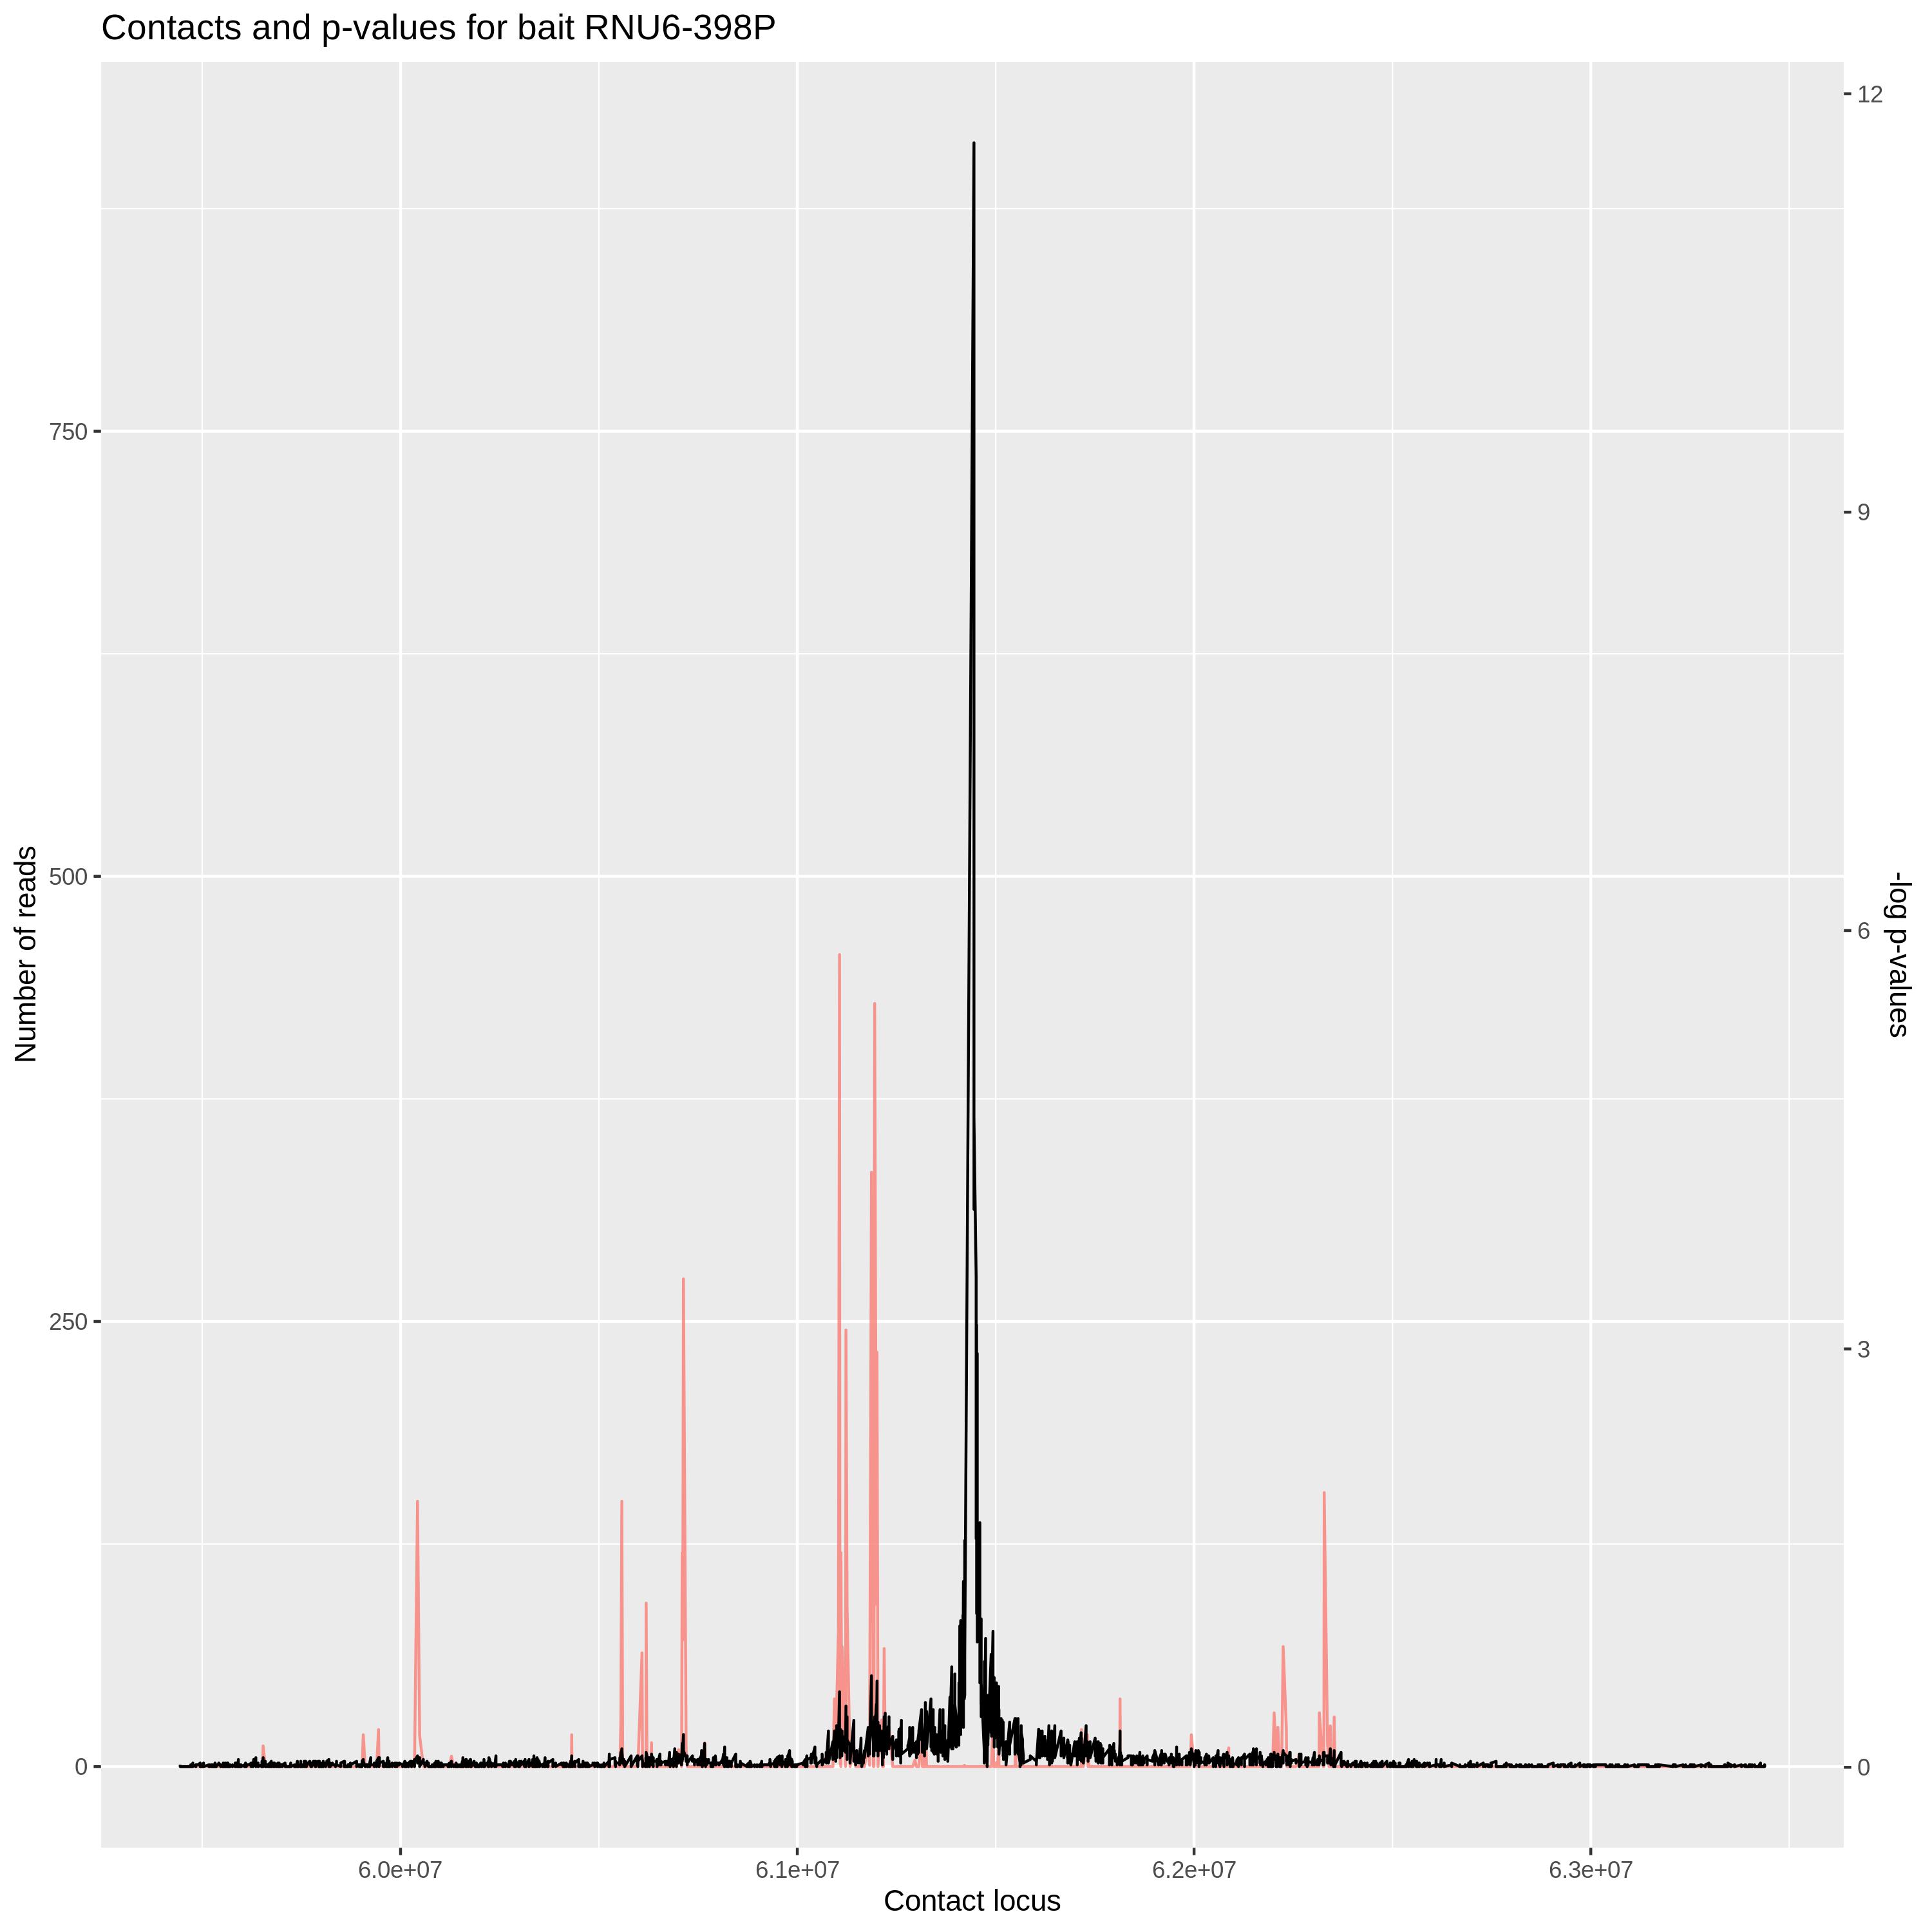 Contacts and p-values for bait RNU6-398P
12
750
9
Number of reads
500
-log p-values
6
250
3
0
0
6.0e+07
6.1e+07
6.2e+07
6.3e+07
Contact locus